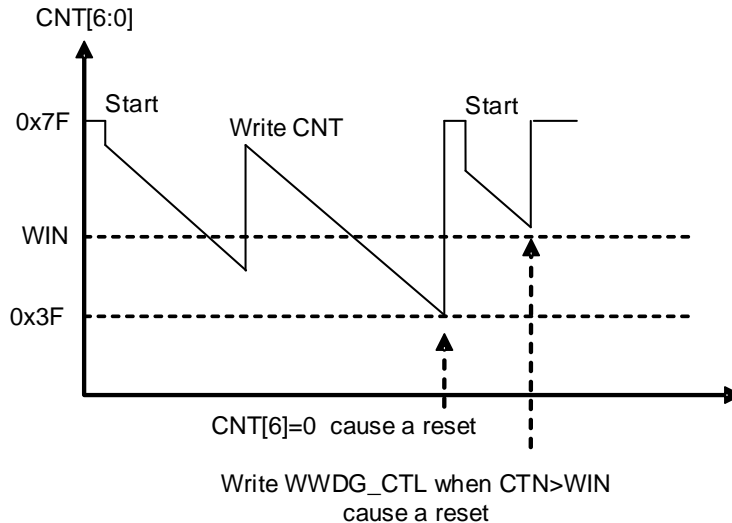 CNT[6:0]
Start
Start
0x7F
Write CNT
WIN
0x3F
CNT[6]=0 cause a reset
Write WWDG_CTL when CTN>WIN
cause a reset